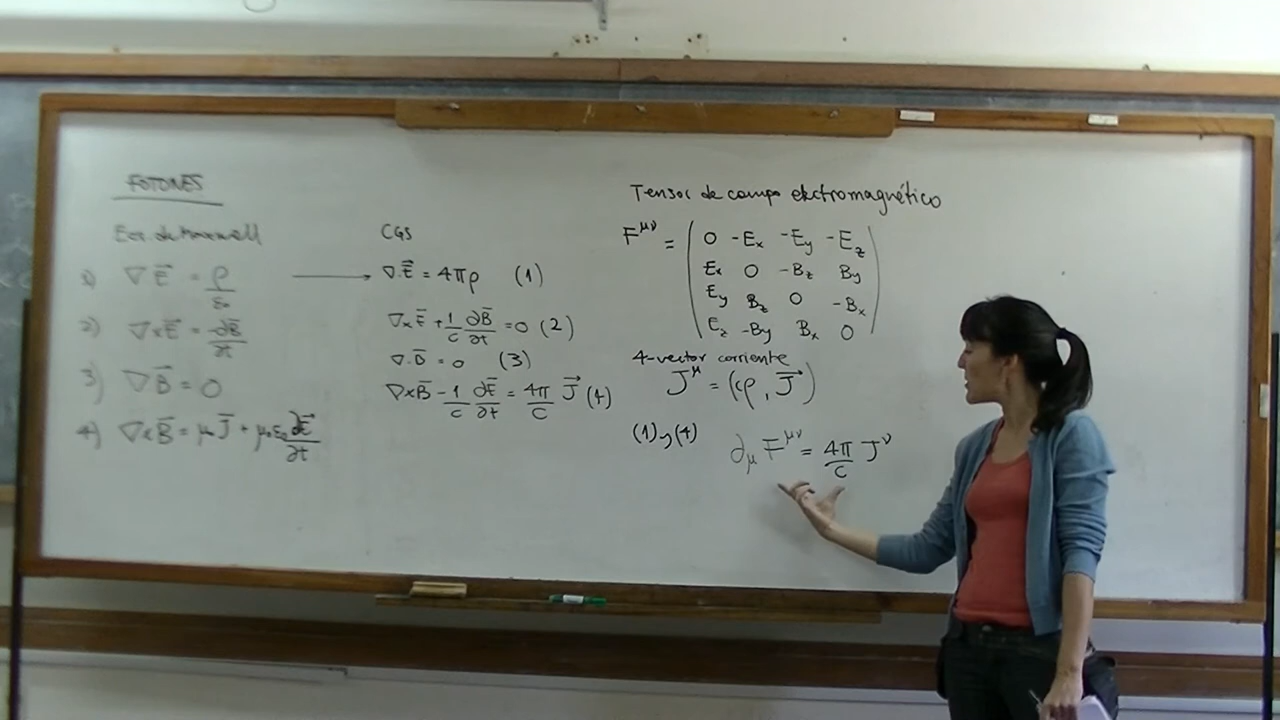 FOTONES
Ecs. de Maxwell
1) ∇E⃗ = ρ/ε₀
2) ∇×E⃗ = -∂B⃗/∂t
3) ∇B⃗ = 0
4) ∇×B⃗ = μ₀J⃗ + μ₀ε₀ ∂E⃗/∂t
CGS
∇E⃗ = 4πρ (1)
∇×E⃗ + 1/c ∂B⃗/∂t = 0 (2)
∇·B⃗ = 0 (3)
∇×B⃗ - 1/c ∂E⃗/∂t = 4π/c J⃗ (4)
Tensor de campo electromagnético
F^μν = ( 0 -Ex -Ey -Ez
Ex 0 -Bz By
Ey Bz 0 -Bx
Ez -By Bx 0 )
4-vector corriente
J^μ = (cρ, J⃗)
(1) y (4) ∂μ F^μν = 4π/c J^ν